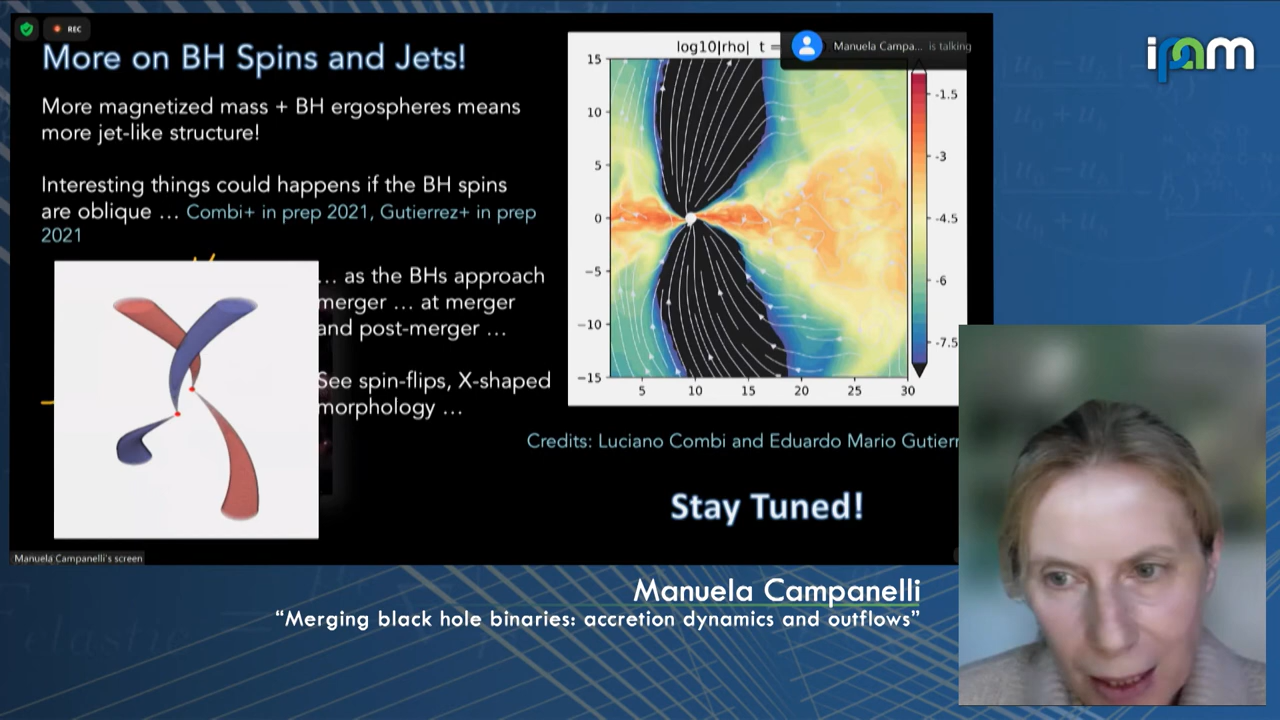 REC
More on BH Spins and Jets!
More magnetized mass + BH ergospheres means
more jet-like structure!
Interesting things could happens if the BH spins
are oblique … Combi+ in prep 2021, Gutierrez+ in prep
2021
… as the BHs approach
merger … at merger
and post-merger …
See spin-flips, X-shaped
morphology …
log10|rho| t =
Manuela Campa... is talking
15
10
5
0
−5
−10
−15
5 10 15 20 25 30
-1.5
-3
-4.5
-6
-7.5
Credits: Luciano Combi and Eduardo Mario Gutierr
Stay Tuned!
Manuela Campanelli's screen
ipam
Manuela Campanelli
“Merging black hole binaries: accretion dynamics and outflows”